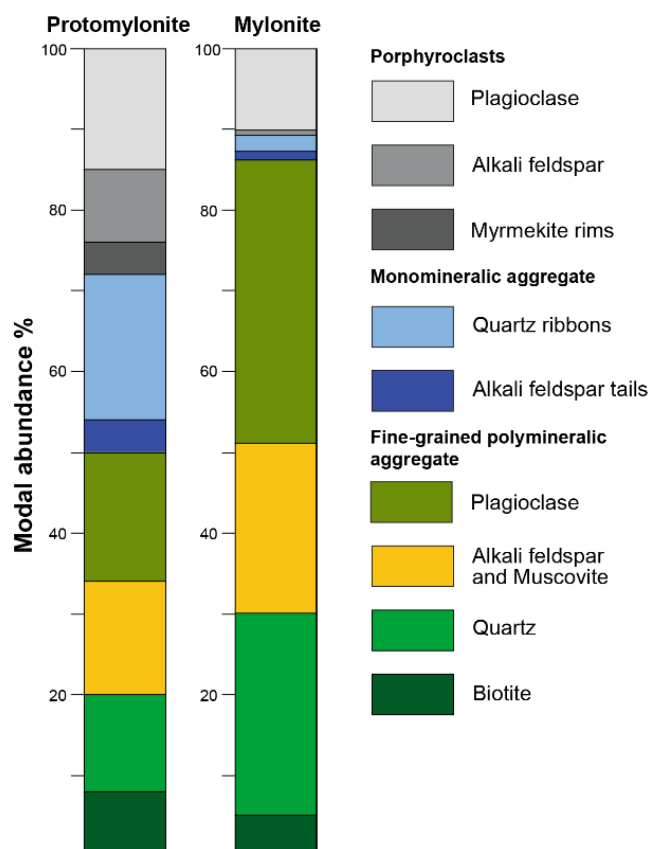 Protomylonite
Mylonite
Modal abundance %
100
80
60
40
20
100
80
60
40
20
Porphyroclasts
Plagioclase
Alkali feldspar
Myrmekite rims
Monomineralic aggregate
Quartz ribbons
Alkali feldspar tails
Fine-grained polymineralic
aggregate
Plagioclase
Alkali feldspar
and Muscovite
Quartz
Biotite